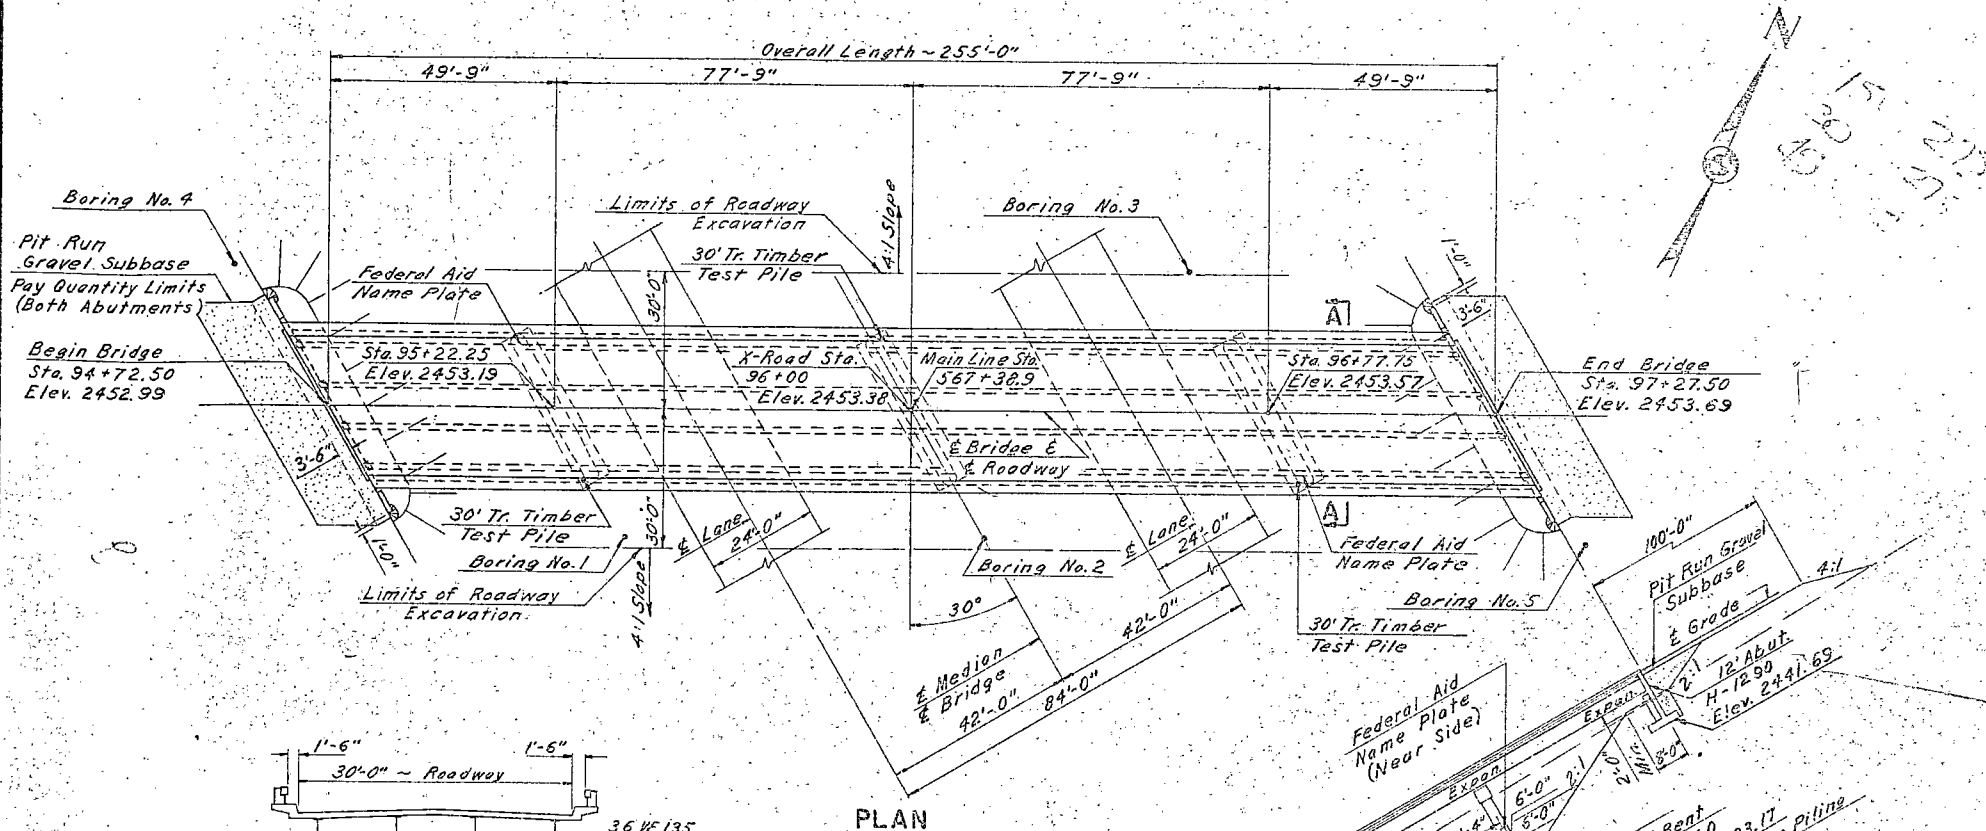 Overall Length ~ 255'-0"
49'-9"
77'-9"
77'-9"
49'-9"
N
15
30
45
Boring No. 4
Limits of Roadway
Excavation
4:1 Slope
Boring No. 3
Pit Run
Gravel Subbase
Pay Quantity Limits
(Both Abutments)
Federal Aid
Name Plate
30'-0"
30' Tr. Timber
Test Pile
1'-0"
3'-6"
A
Begin Bridge
Sta. 94+72.50
Elev. 2452.99
Sta. 95+22.25
Elev. 2453.19
X-Road Sta.
96+00
Elev. 2453.38
Main Line Sta.
567+38.9
Sta. 96+77.75
Elev. 2453.57
End Bridge
Sta. 97+27.50
Elev. 2453.69
3'-6"
℄ Bridge &
℄ Roadway
1'-0"
30' Tr. Timber
Test Pile
Boring No. 1
30'-0"
Limits of Roadway
Excavation
4:1 Slope
℄ Lane
24'-0"
Boring No. 2
℄ Lane
24'-0"
A
Federal Aid
Name Plate
Boring No. 5
30°
30' Tr. Timber
Test Pile
℄ Median
℄ Bridge
42'-0"
42'-0"
84'-0"
100'-0"
Pit Run Gravel
Subbase
4:1
℄ Grade
2:1
12' Abut.
H-1290
Elev. 2441.69
Expan.
Federal Aid
Name Plate
(Near Side)
2'-0"
Min.
8'-0"
Expan.
6'-0"
2:1
6'-0"
Bent
Piling
1'-6"
1'-6"
30'-0" ~ Roadway
36 WF 135
PLAN